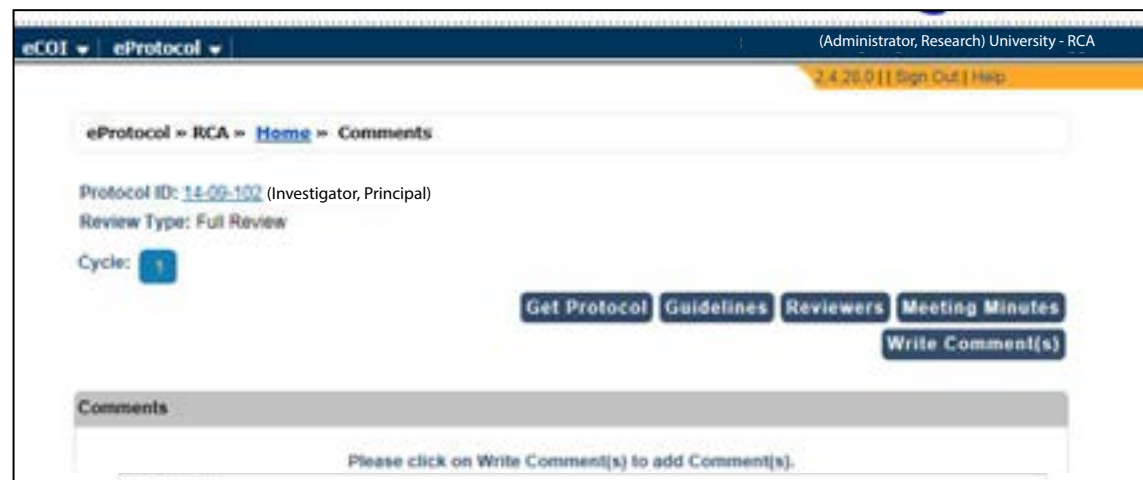 eCOI eProtocol (Administrator, Research) University - RCA
2.4.20.0 | | Sign Out | Help
eProtocol » RCA » Home » Comments
Protocol ID: 14-09-102 (Investigator, Principal)
Review Type: Full Review
Cycle: 1
Get Protocol Guidelines Reviewers Meeting Minutes
Write Comment(s)
Comments
Please click on Write Comment(s) to add Comment(s).